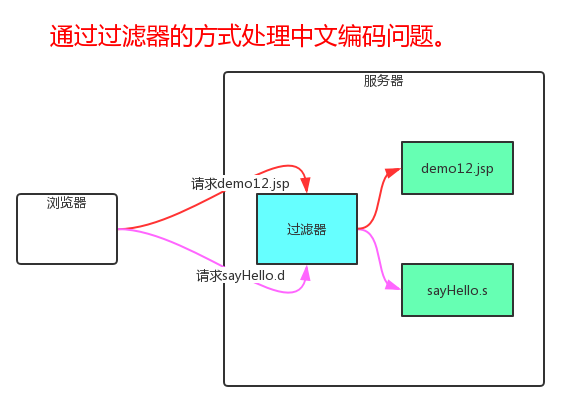 通过过滤器的方式处理中文编码问题。
服务器
请求demo12.jsp
demo12.jsp
浏览器
过滤器
请求sayHello.d
sayHello.s